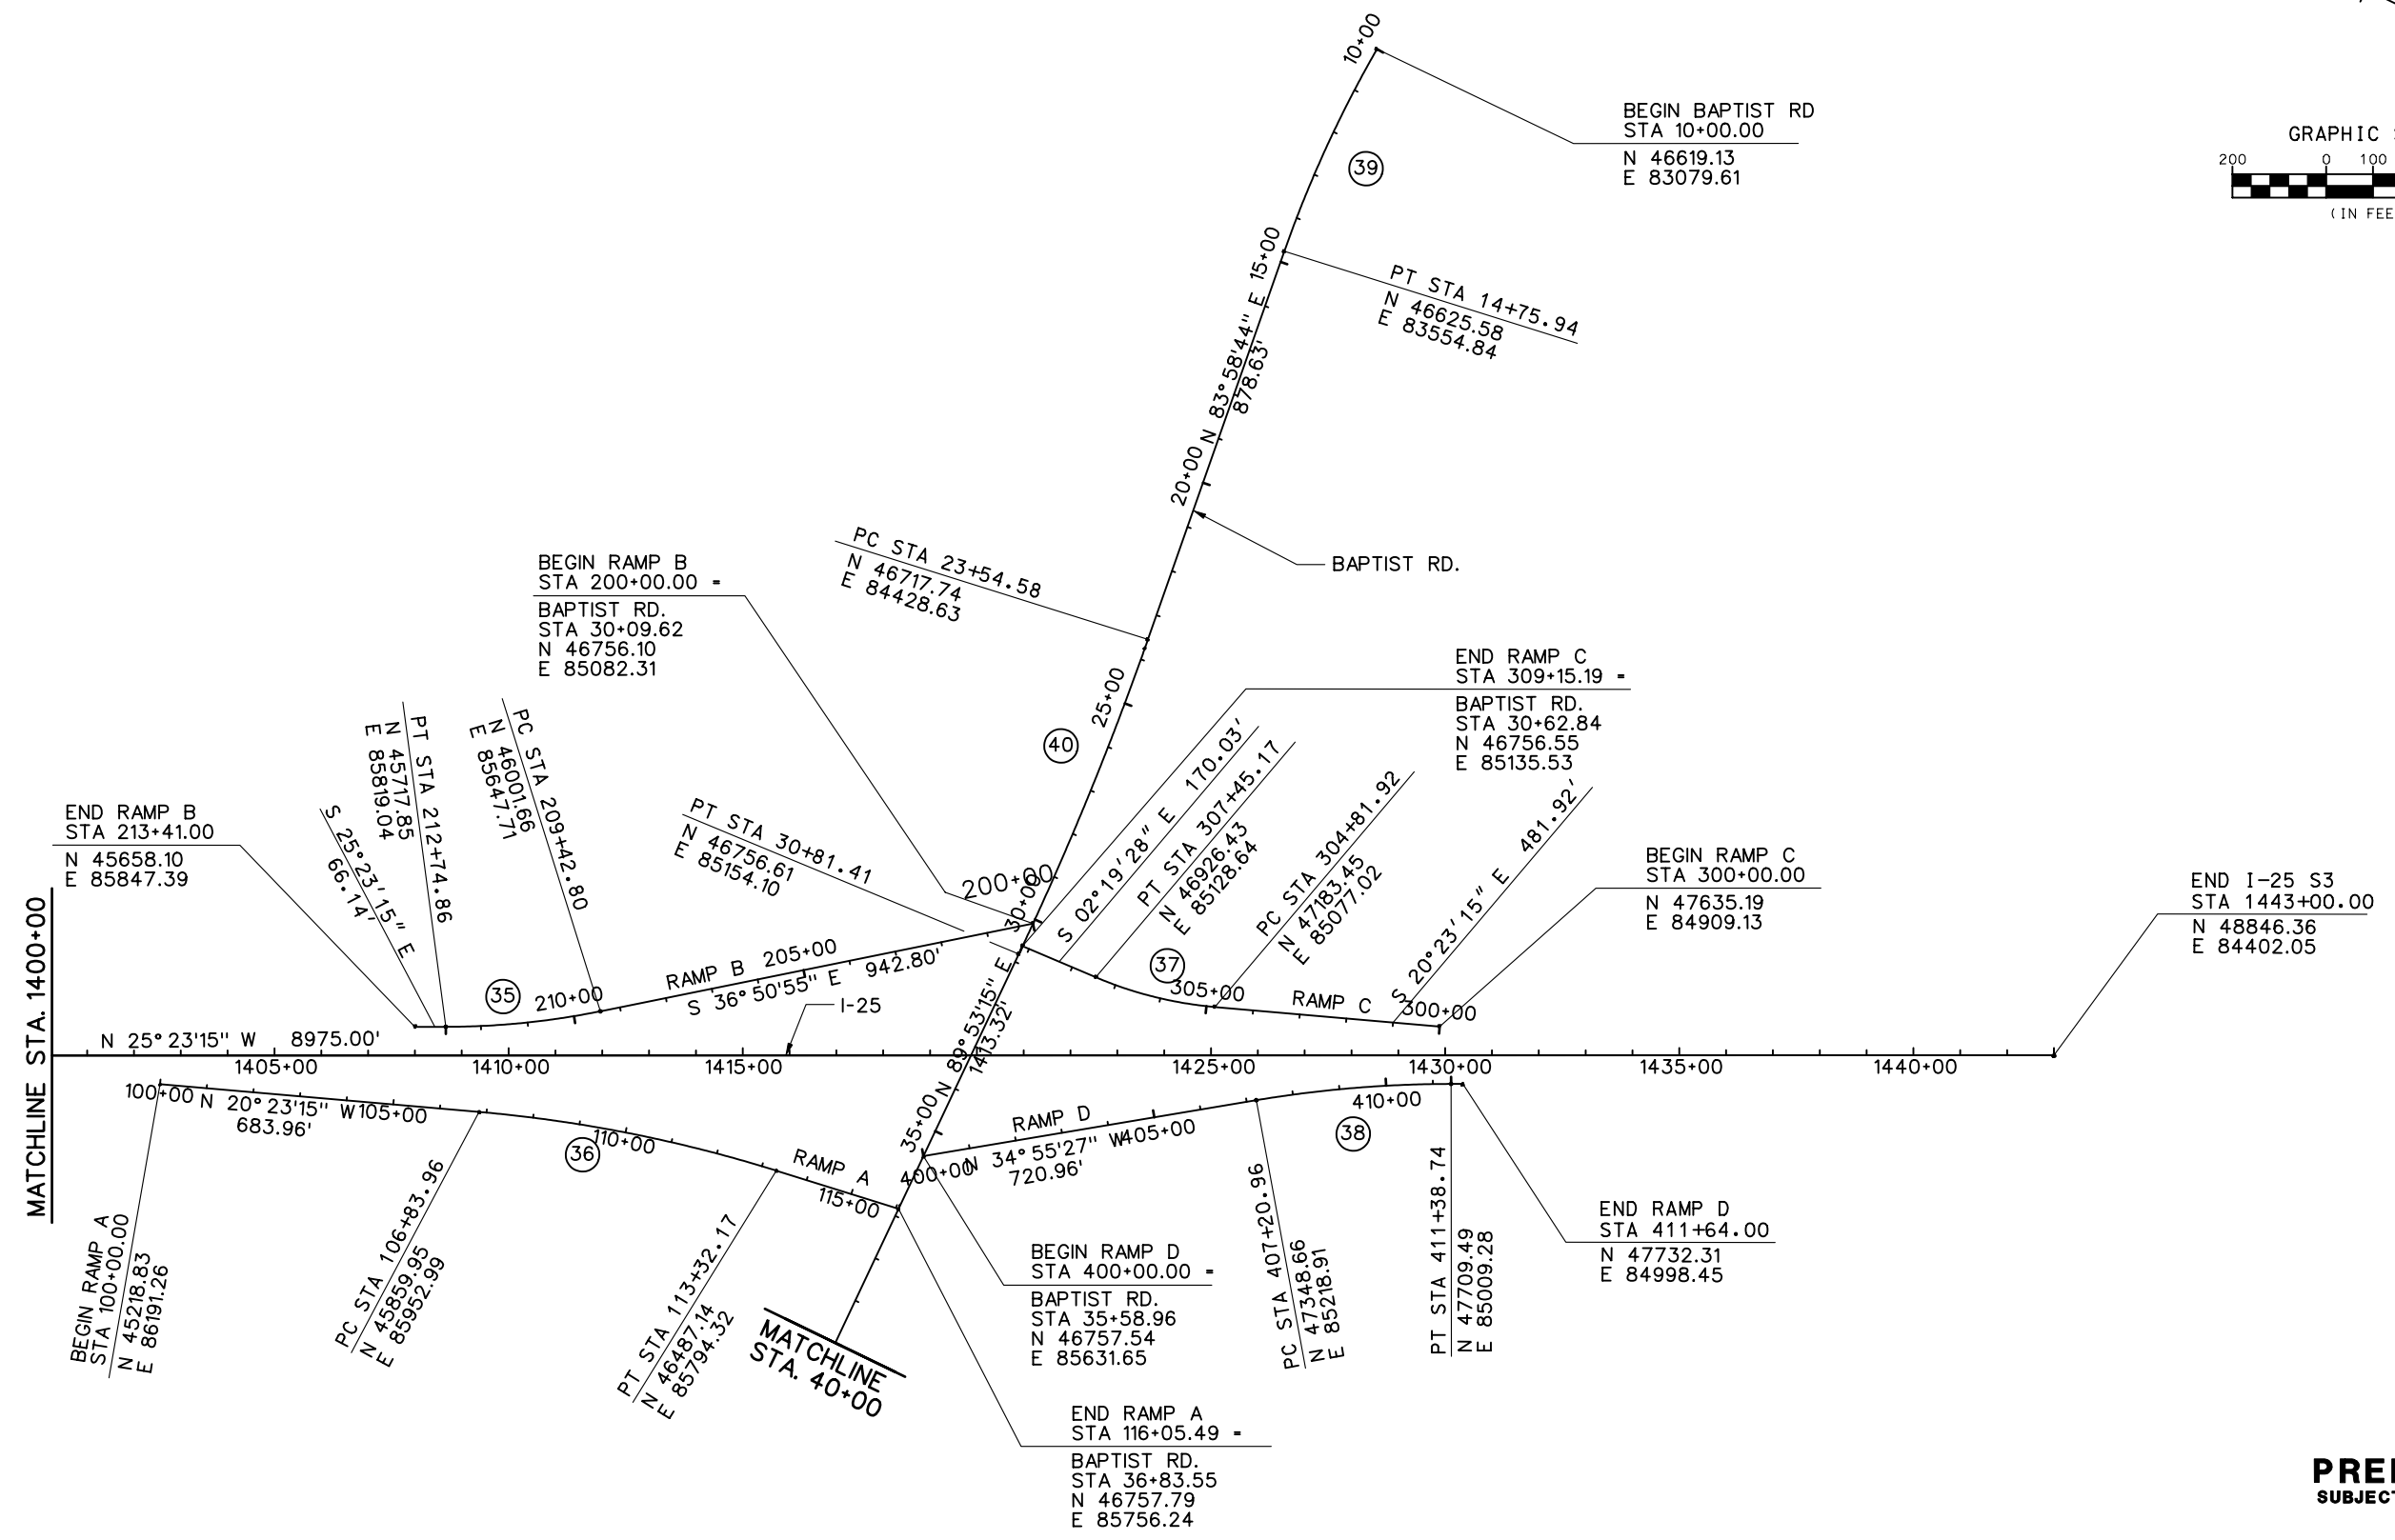 10+00
BEGIN BAPTIST RD
STA 10+00.00
N 46619.13
E 83079.61
GRAPHIC
200 0 100
(IN FEE
39
15+00
PT STA 14+75.94
N 46625.58
E 83554.84
N 83°58'44" E
878.63'
20+00
BAPTIST RD.
PC STA 23+54.58
N 46717.74
E 84428.63
BEGIN RAMP B
STA 200+00.00 =
BAPTIST RD.
STA 30+09.62
N 46756.10
E 85082.31
25+00
40
END RAMP C
STA 309+15.19 =
BAPTIST RD.
STA 30+62.84
N 46756.55
E 85135.53
END RAMP B
STA 213+41.00
N 45658.10
E 85847.39
S 25°23'15" E
66.14'
PT STA 212+74.86
N 45717.85
E 85819.04
PC STA 209+42.80
N 46001.66
E 85647.71
PT STA 30+81.41
N 46756.61
E 85154.10
200+00
30+00
S 02°19'28" E 170.03'
PT STA 307+45.17
N 46926.43
E 85128.64
PC STA 304+81.92
N 47183.45
E 85077.02
S 20°23'15" E 481.92'
BEGIN RAMP C
STA 300+00.00
N 47635.19
E 84909.13
END I-25 S3
STA 1443+00.00
N 48846.36
E 84402.05
MATCHLINE STA. 1400+00
35
210+00
RAMP B 205+00
S 36°50'55" E 942.80'
I-25
37
305+00
RAMP C
300+00
N 25°23'15" W 8975.00'
N 89°53'15" E
1413.32'
1405+00
1410+00
1415+00
1425+00
1430+00
1435+00
1440+00
100+00
N 20°23'15" W
683.96'
105+00
36
110+00
RAMP A
115+00
35+00
400+00
RAMP D
N 34°55'27" W
720.96'
405+00
410+00
38
BEGIN RAMP A
STA 100+00.00
N 45218.83
E 86191.26
PC STA 106+83.96
N 45859.95
E 85952.99
PT STA 113+32.17
N 46487.14
E 85794.32
MATCHLINE
STA. 40+00
BEGIN RAMP D
STA 400+00.00 =
BAPTIST RD.
STA 35+58.96
N 46757.54
E 85631.65
PC STA 407+20.96
N 47348.66
E 85218.91
PT STA 411+38.74
N 47709.49
E 85009.28
END RAMP D
STA 411+64.00
N 47732.31
E 84998.45
END RAMP A
STA 116+05.49 =
BAPTIST RD.
STA 36+83.55
N 46757.79
E 85756.24
PREL
SUBJECT